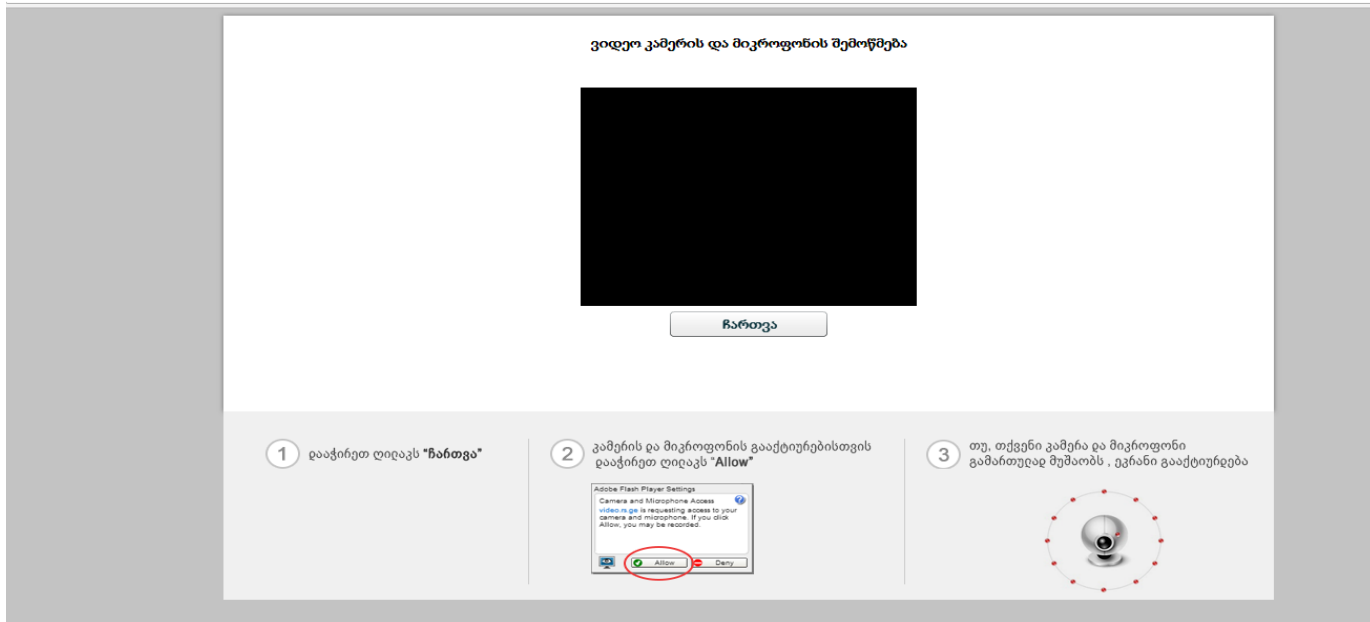 ვიდეო კამერის და მიკროფონის შემოწმება
ჩართვა
1
დააჭირეთ ღილაკს "ჩართვა"
2
კამერის და მიკროფონის გააქტიურებისთვის
დააჭირეთ ღილაკს "Allow"
Adobe Flash Player Settings
Camera and Microphone Access
video.rs.ge is requesting access to your
camera and microphone. If you click
Allow, you may be recorded.
Allow
Deny
3
თუ, თქვენი კამერა და მიკროფონი
გამართულად მუშაობს , ეკრანი გააქტიურდება